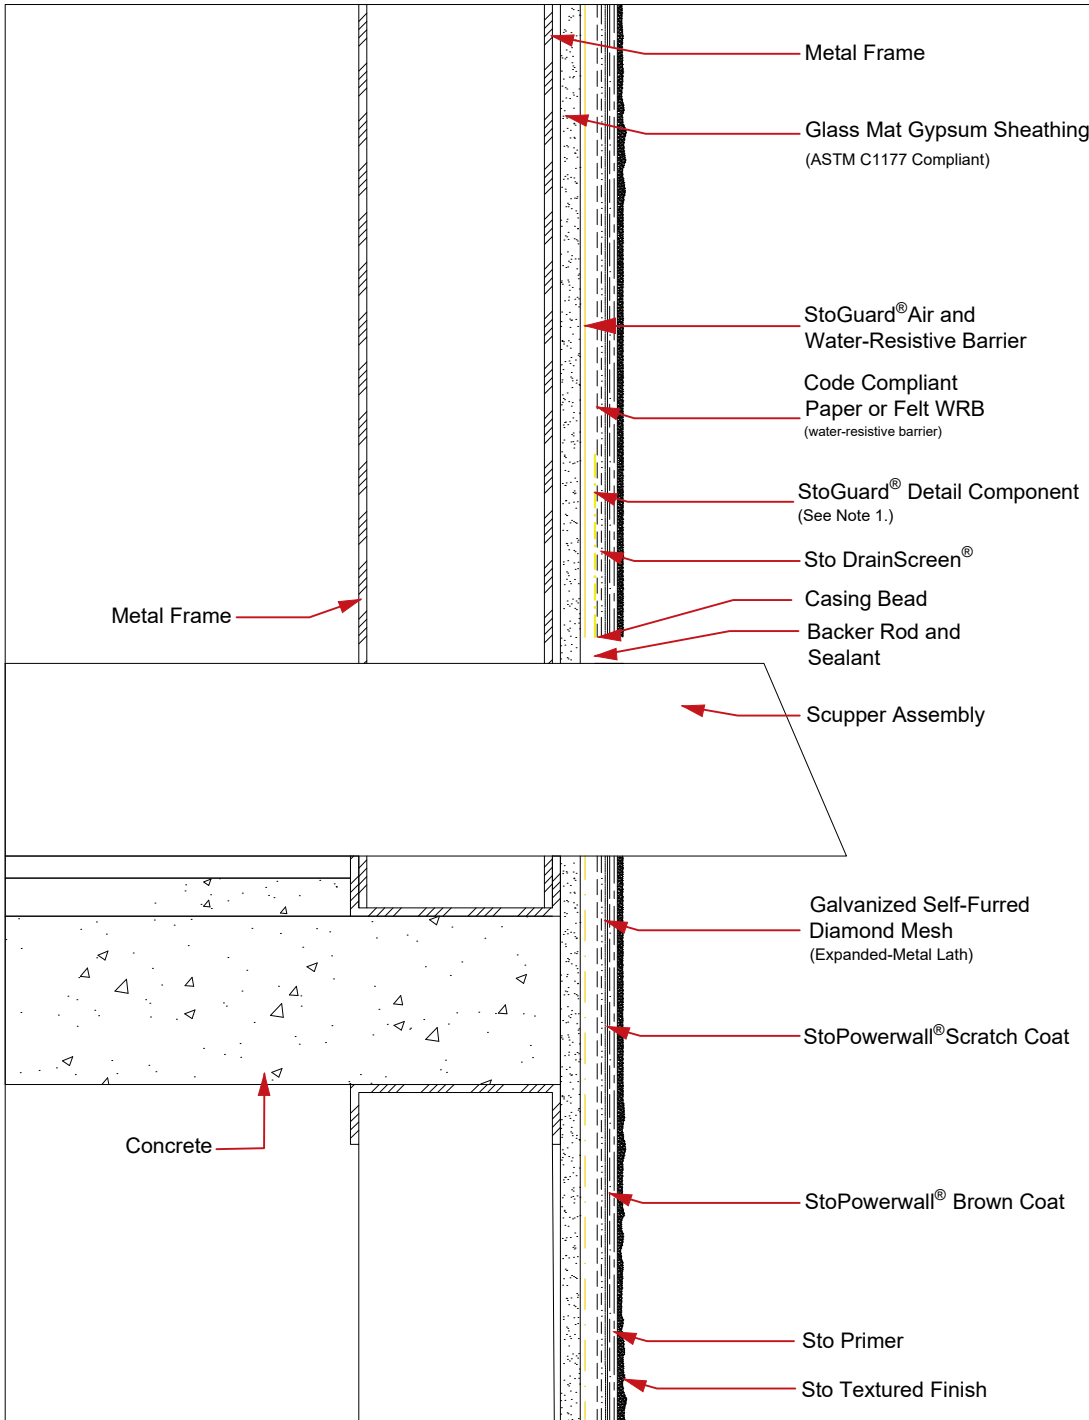 Metal Frame
Glass Mat Gypsum Sheathing
(ASTM C1177 Compliant)
StoGuard® Air and
Water-Resistive Barrier
Code Compliant
Paper or Felt WRB
(water-resistive barrier)
StoGuard® Detail Component
(See Note 1.)
Sto DrainScreen®
Casing Bead
Metal Frame
Backer Rod and
Sealant
Scupper Assembly
Galvanized Self-Furred
Diamond Mesh
(Expanded-Metal Lath)
StoPowerwall® Scratch Coat
Concrete
StoPowerwall® Brown Coat
Sto Primer
Sto Textured Finish